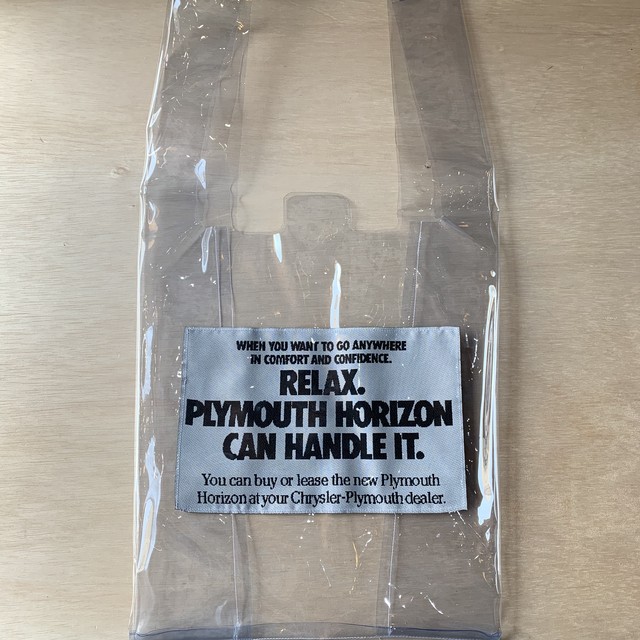 WHEN YOU WANT TO GO ANYWHERE
IN COMFORT AND CONFIDENCE.
RELAX.
PLYMOUTH HORIZON
CAN HANDLE IT.
You can buy or lease the new Plymouth
Horizon at your Chrysler-Plymouth dealer.